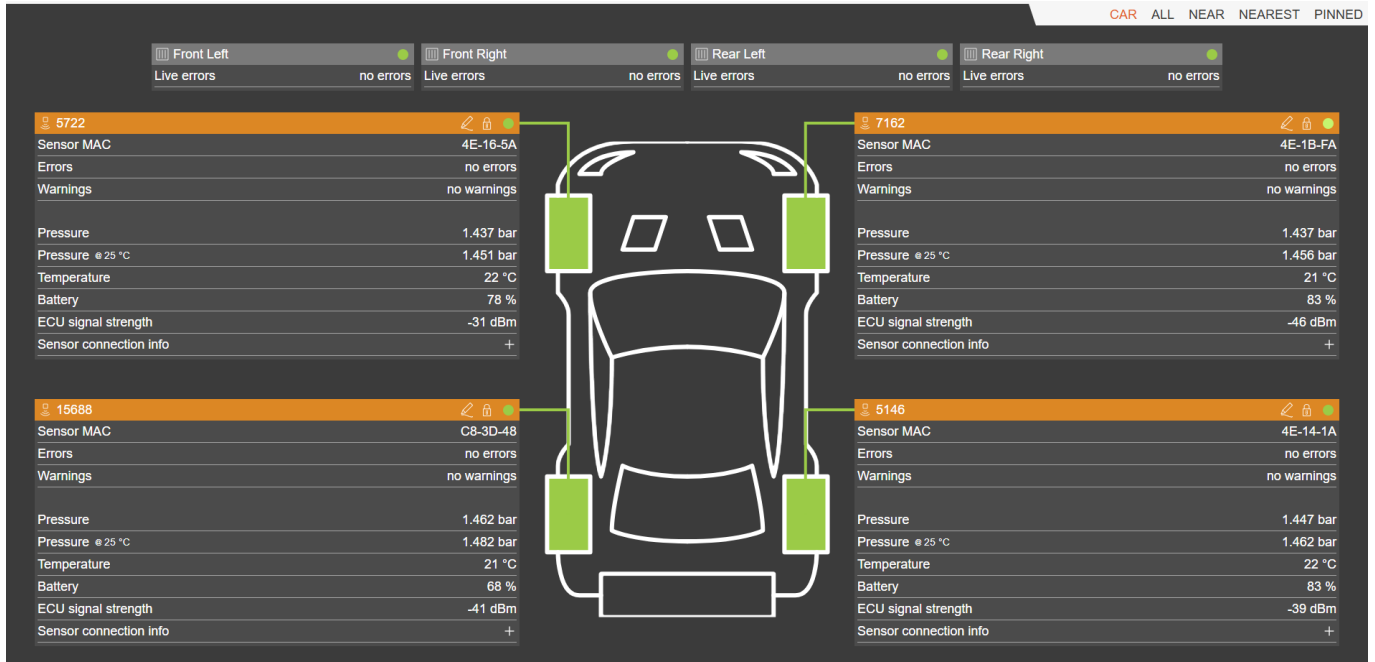 CAR ALL NEAR NEAREST PINNED
Front Left
Live errors no errors
Front Right
Live errors no errors
Rear Left
Live errors no errors
Rear Right
Live errors no errors
5722
Sensor MAC 4E-16-5A
Errors no errors
Warnings no warnings
Pressure 1.437 bar
Pressure @ 25 °C 1.451 bar
Temperature 22 °C
Battery 78 %
ECU signal strength -31 dBm
Sensor connection info +
7162
Sensor MAC 4E-1B-FA
Errors no errors
Warnings no warnings
Pressure 1.437 bar
Pressure @ 25 °C 1.456 bar
Temperature 21 °C
Battery 83 %
ECU signal strength -46 dBm
Sensor connection info +
15688
Sensor MAC C8-3D-48
Errors no errors
Warnings no warnings
Pressure 1.462 bar
Pressure @ 25 °C 1.482 bar
Temperature 21 °C
Battery 68 %
ECU signal strength -41 dBm
Sensor connection info +
5146
Sensor MAC 4E-14-1A
Errors no errors
Warnings no warnings
Pressure 1.447 bar
Pressure @ 25 °C 1.462 bar
Temperature 22 °C
Battery 83 %
ECU signal strength -39 dBm
Sensor connection info +